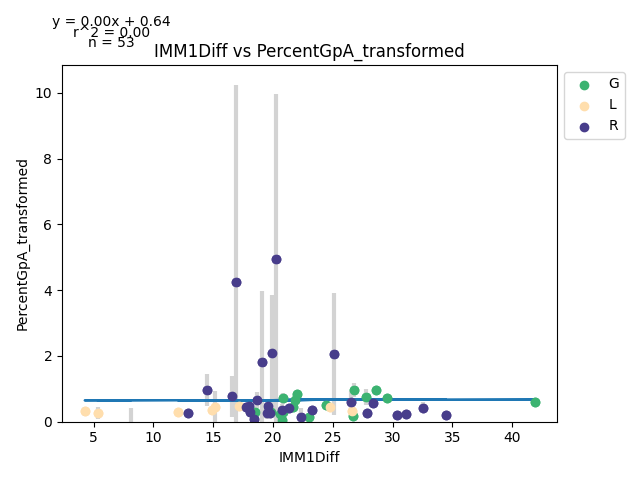 y = 0.00x + 0.64
r^2 = 0.00
n = 53
IMM1Diff vs PercentGpA_transformed
G
L
R
PercentGpA_transformed
10
8
6
4
2
0
5 10 15 20 25 30 35 40
IMM1Diff